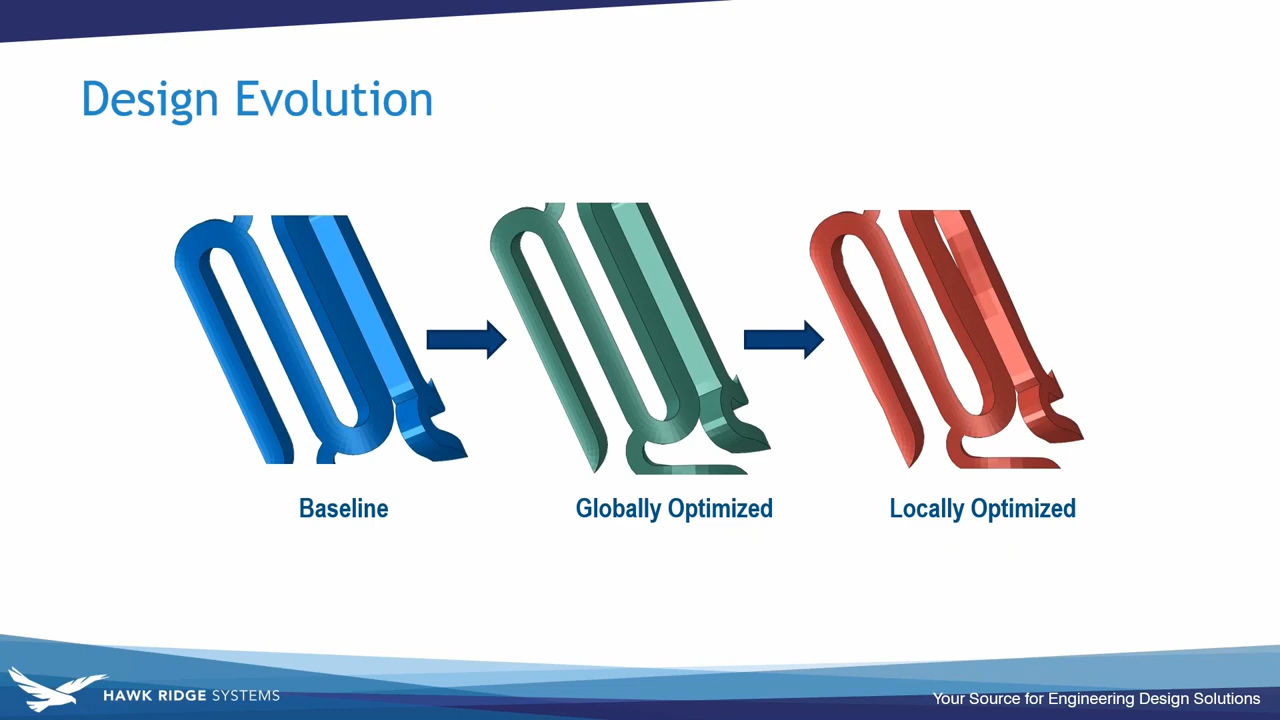 Design Evolution
Baseline
Globally Optimized
Locally Optimized
HAWK RIDGE SYSTEMS
Your Source for Engineering Design Solutions